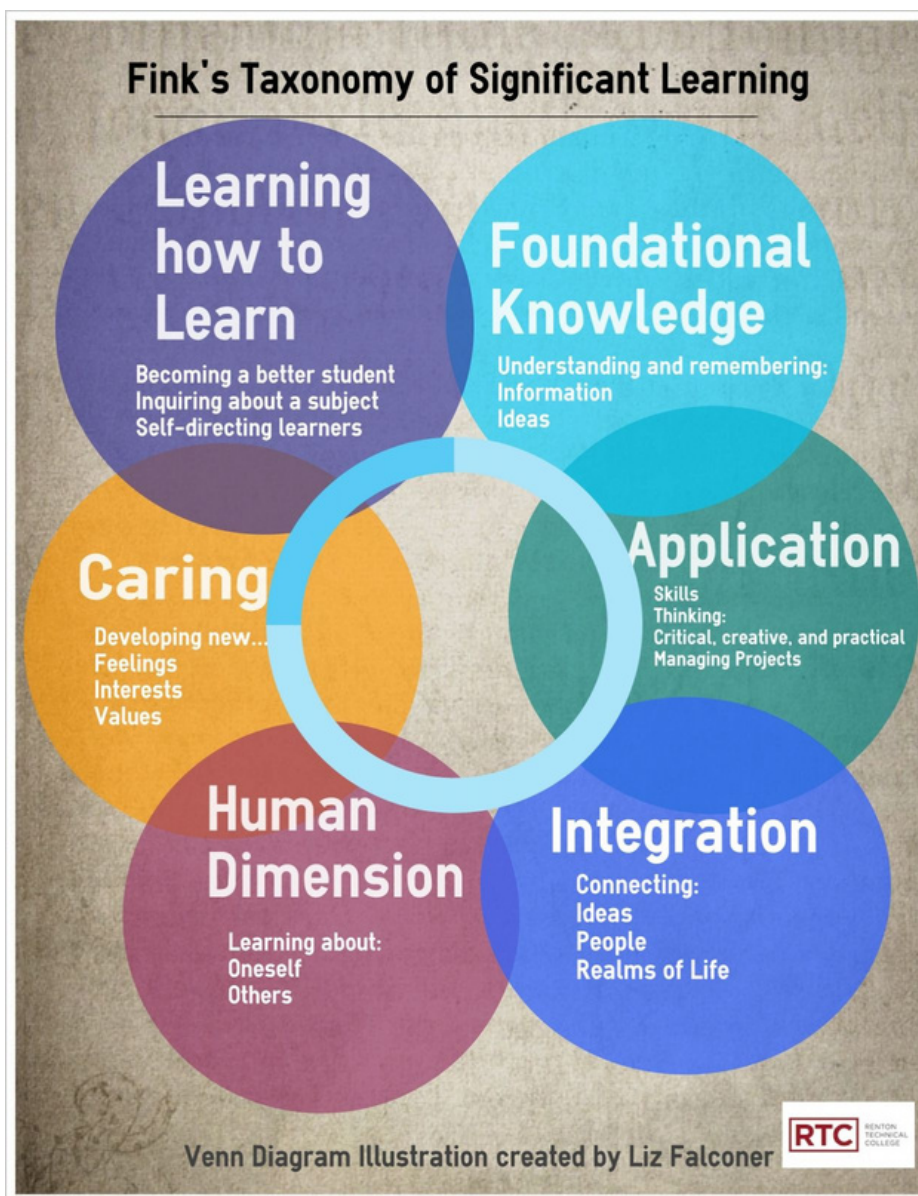 Fink's Taxonomy of Significant Learning
Learning
how to
Learn
Becoming a better student
Inquiring about a subject
Self-directing learners
Foundational
Knowledge
Understanding and remembering:
Information
Ideas
Caring
Developing new...
Feelings
Interests
Values
Application
Skills
Thinking:
Critical, creative, and practical
Managing Projects
Human
Dimension
Learning about:
Oneself
Others
Integration
Connecting:
Ideas
People
Realms of Life
Venn Diagram Illustration created by Liz Falconer
RTC
RENTON
TECHNICAL
COLLEGE